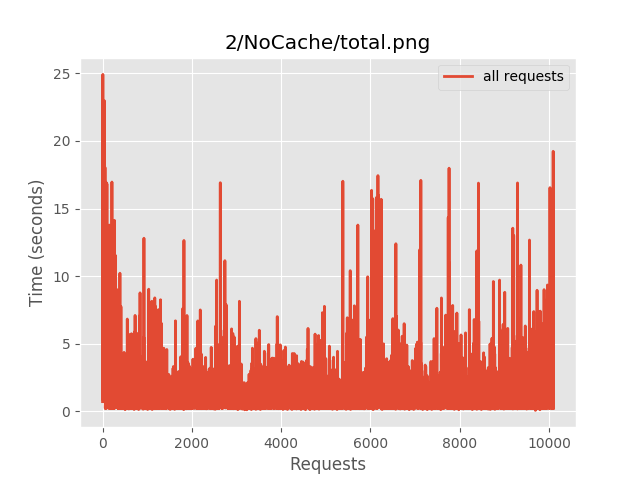 2/NoCache/total.png
all requests
Time (seconds)
25
20
15
10
5
0
0 2000 4000 6000 8000 10000
Requests